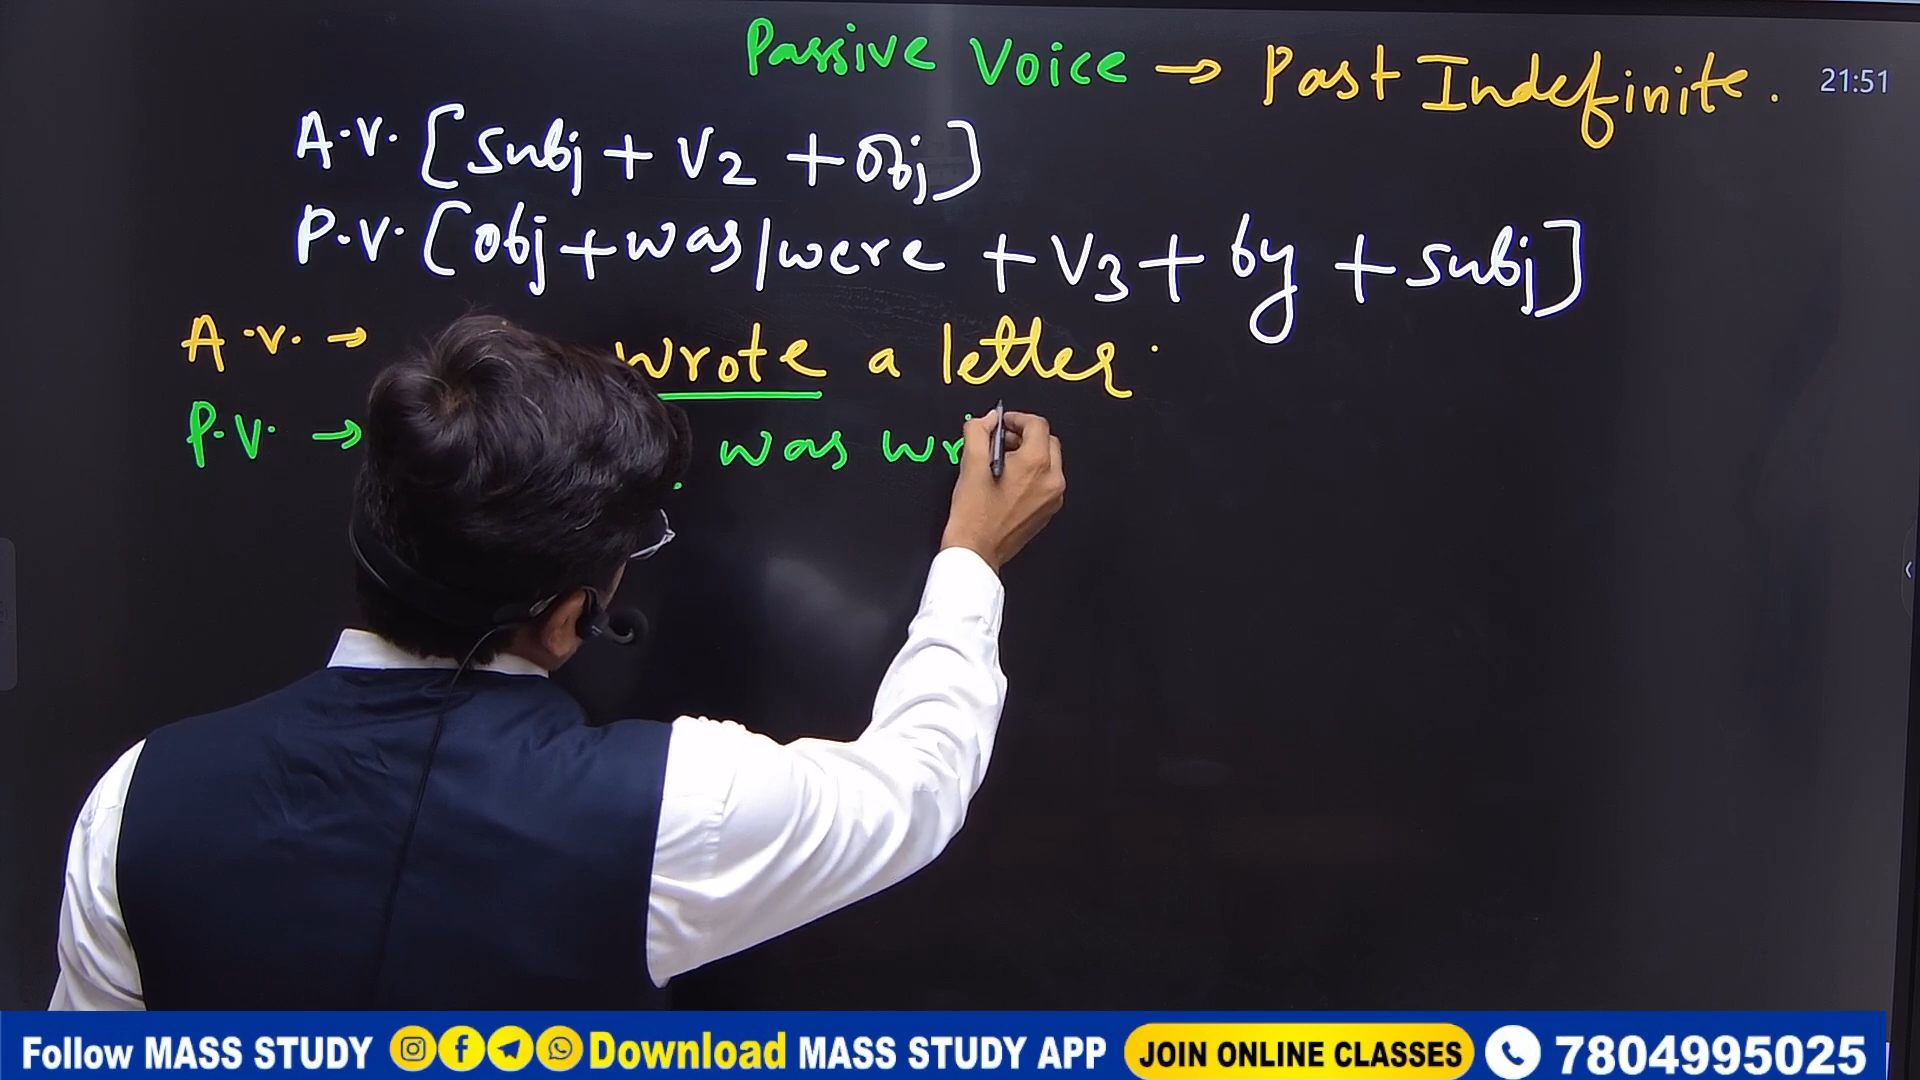 Passive Voice → Past Indefinite.
21:51
A.V. [Subj + V2 + Obj]
P.V. [Obj + was/were + V3 + by + Subj]
A.V. → wrote a letter.
P.V. → was wri
Follow MASS STUDY Download MASS STUDY APP JOIN ONLINE CLASSES 7804995025